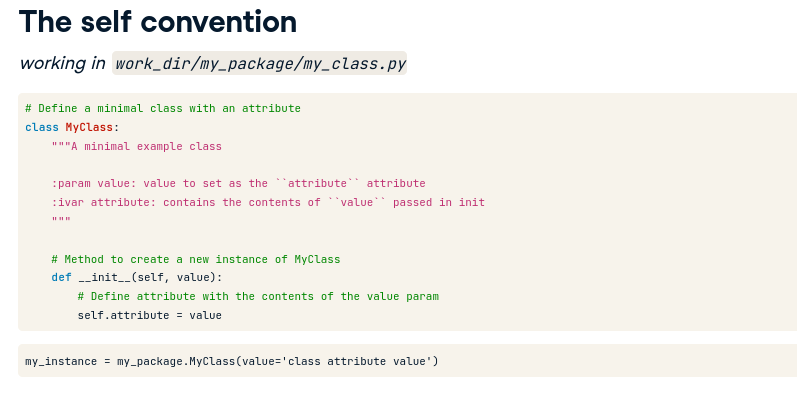 The self convention
working in work_dir/my_package/my_class.py
# Define a minimal class with an attribute
class MyClass:
    """A minimal example class

    :param value: value to set as the ``attribute`` attribute
    :ivar attribute: contains the contents of ``value`` passed in init
    """

    # Method to create a new instance of MyClass
    def __init__(self, value):
        # Define attribute with the contents of the value param
        self.attribute = value
my_instance = my_package.MyClass(value='class attribute value')